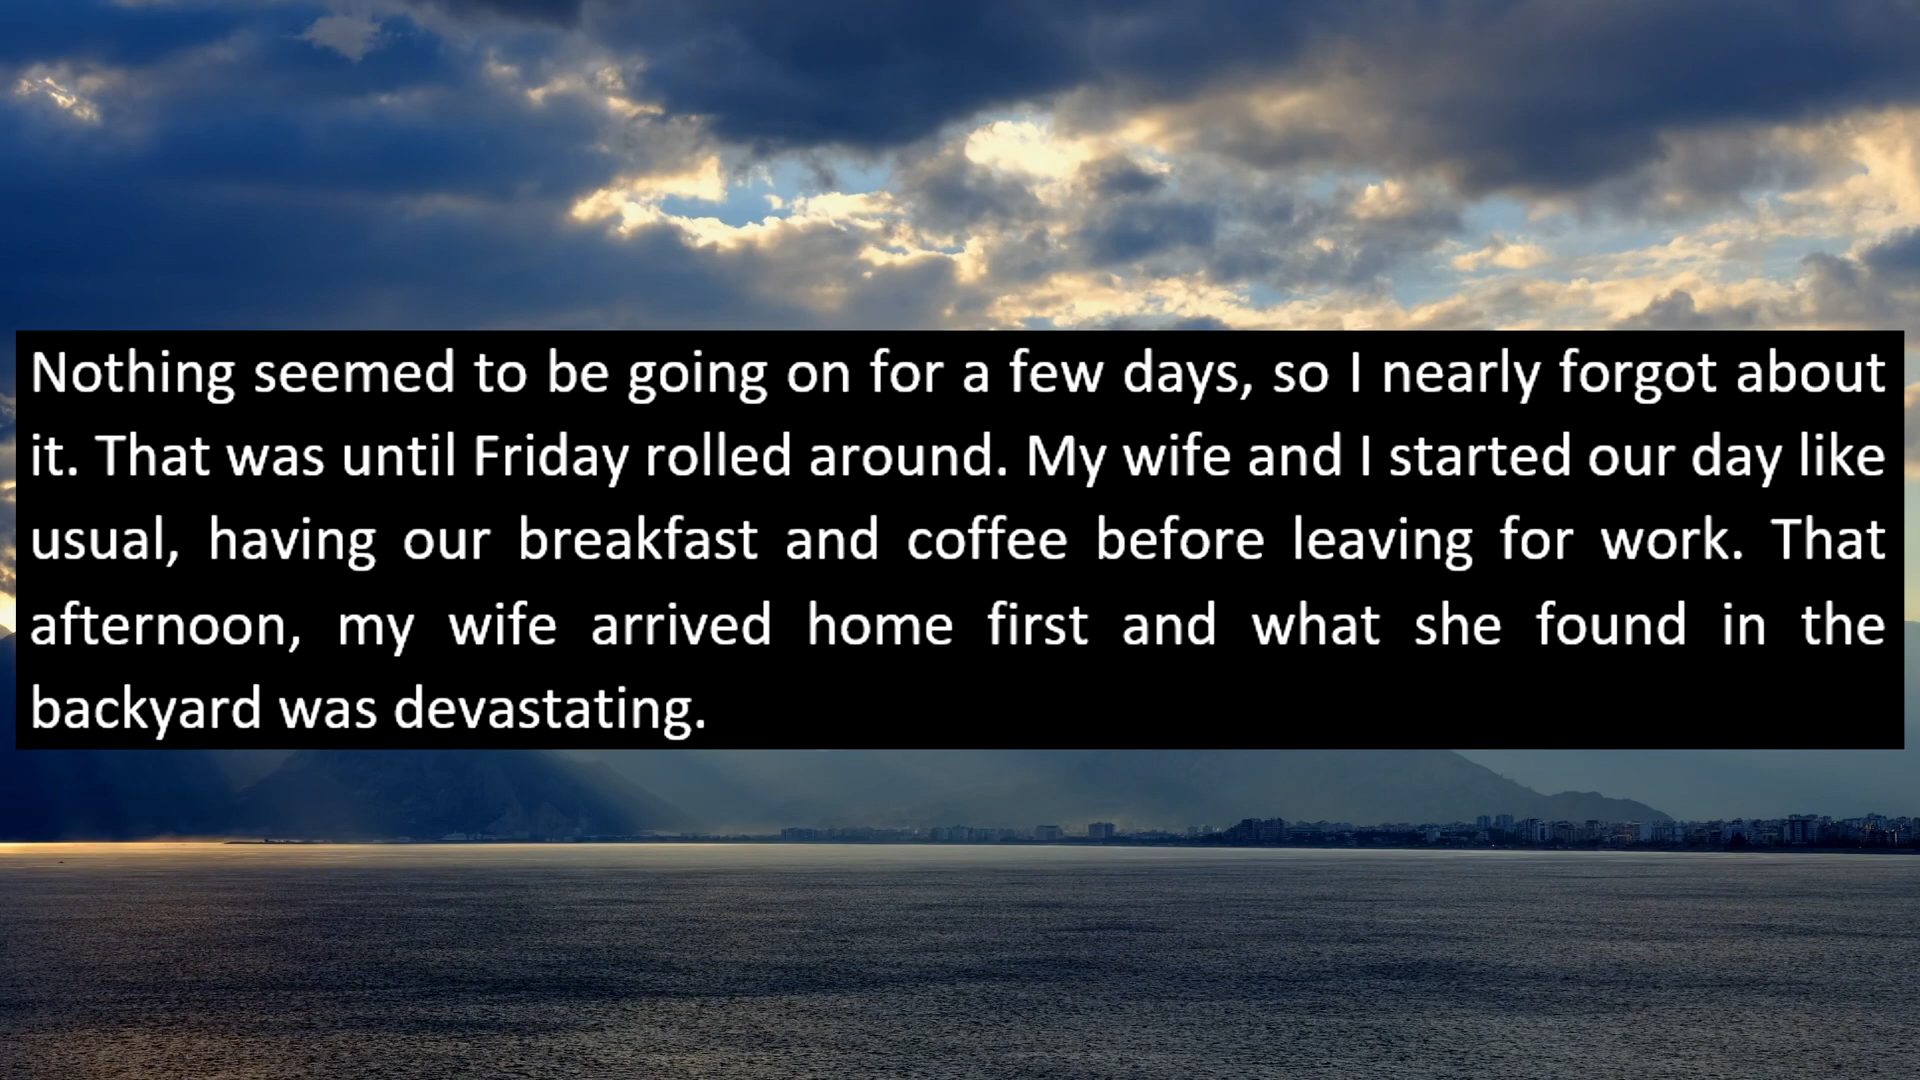 Nothing seemed to be going on for a few days, so I nearly forgot about
it. That was until Friday rolled around. My wife and I started our day like
usual, having our breakfast and coffee before leaving for work. That
afternoon, my wife arrived home first and what she found in the
backyard was devastating.